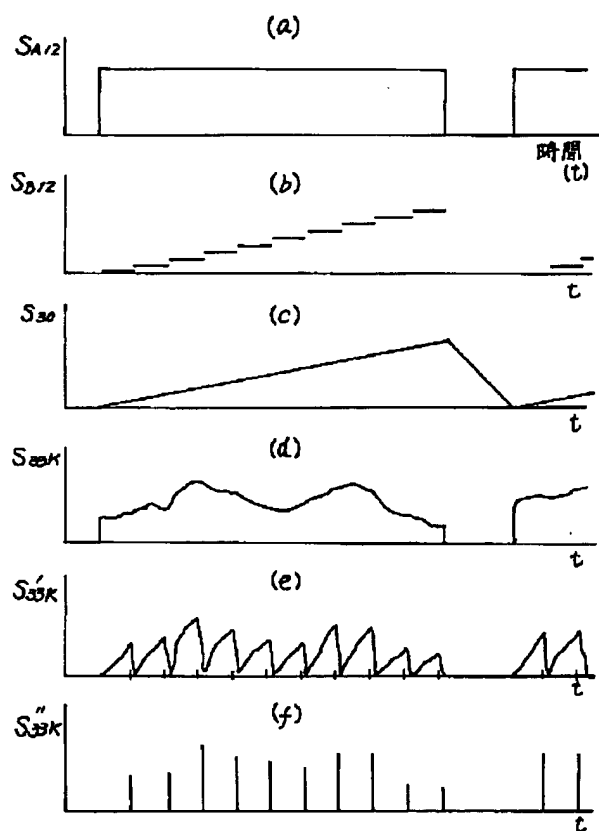 (a)
SA12
時間
(t)
(b)
SB12
t
(c)
S30
t
(d)
S33K
t
(e)
S'33K
t
(f)
S''33K
t